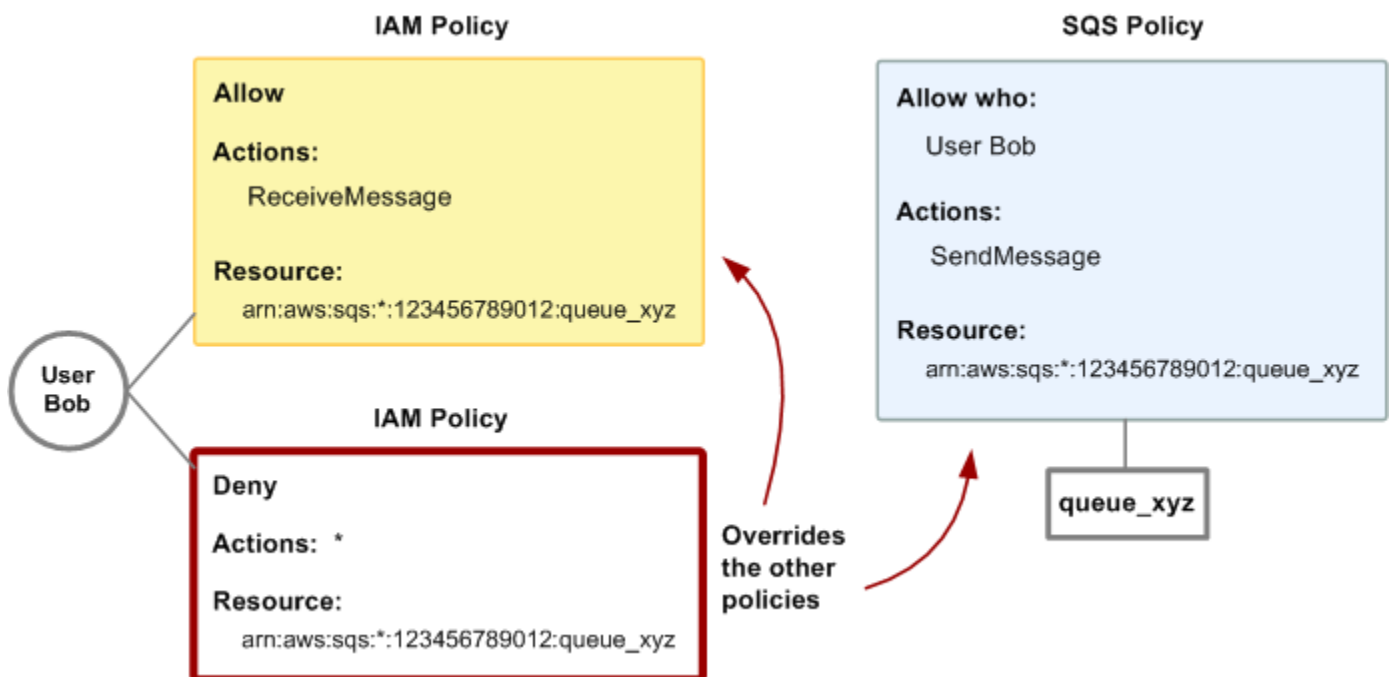 IAM Policy
Allow
Actions:
ReceiveMessage
Resource:
arn:aws:sqs:*:123456789012:queue_xyz
User
Bob
IAM Policy
Deny
Actions: *
Resource:
arn:aws:sqs:*:123456789012:queue_xyz
Overrides
the other
policies
SQS Policy
Allow who:
User Bob
Actions:
SendMessage
Resource:
arn:aws:sqs:*:123456789012:queue_xyz
queue_xyz